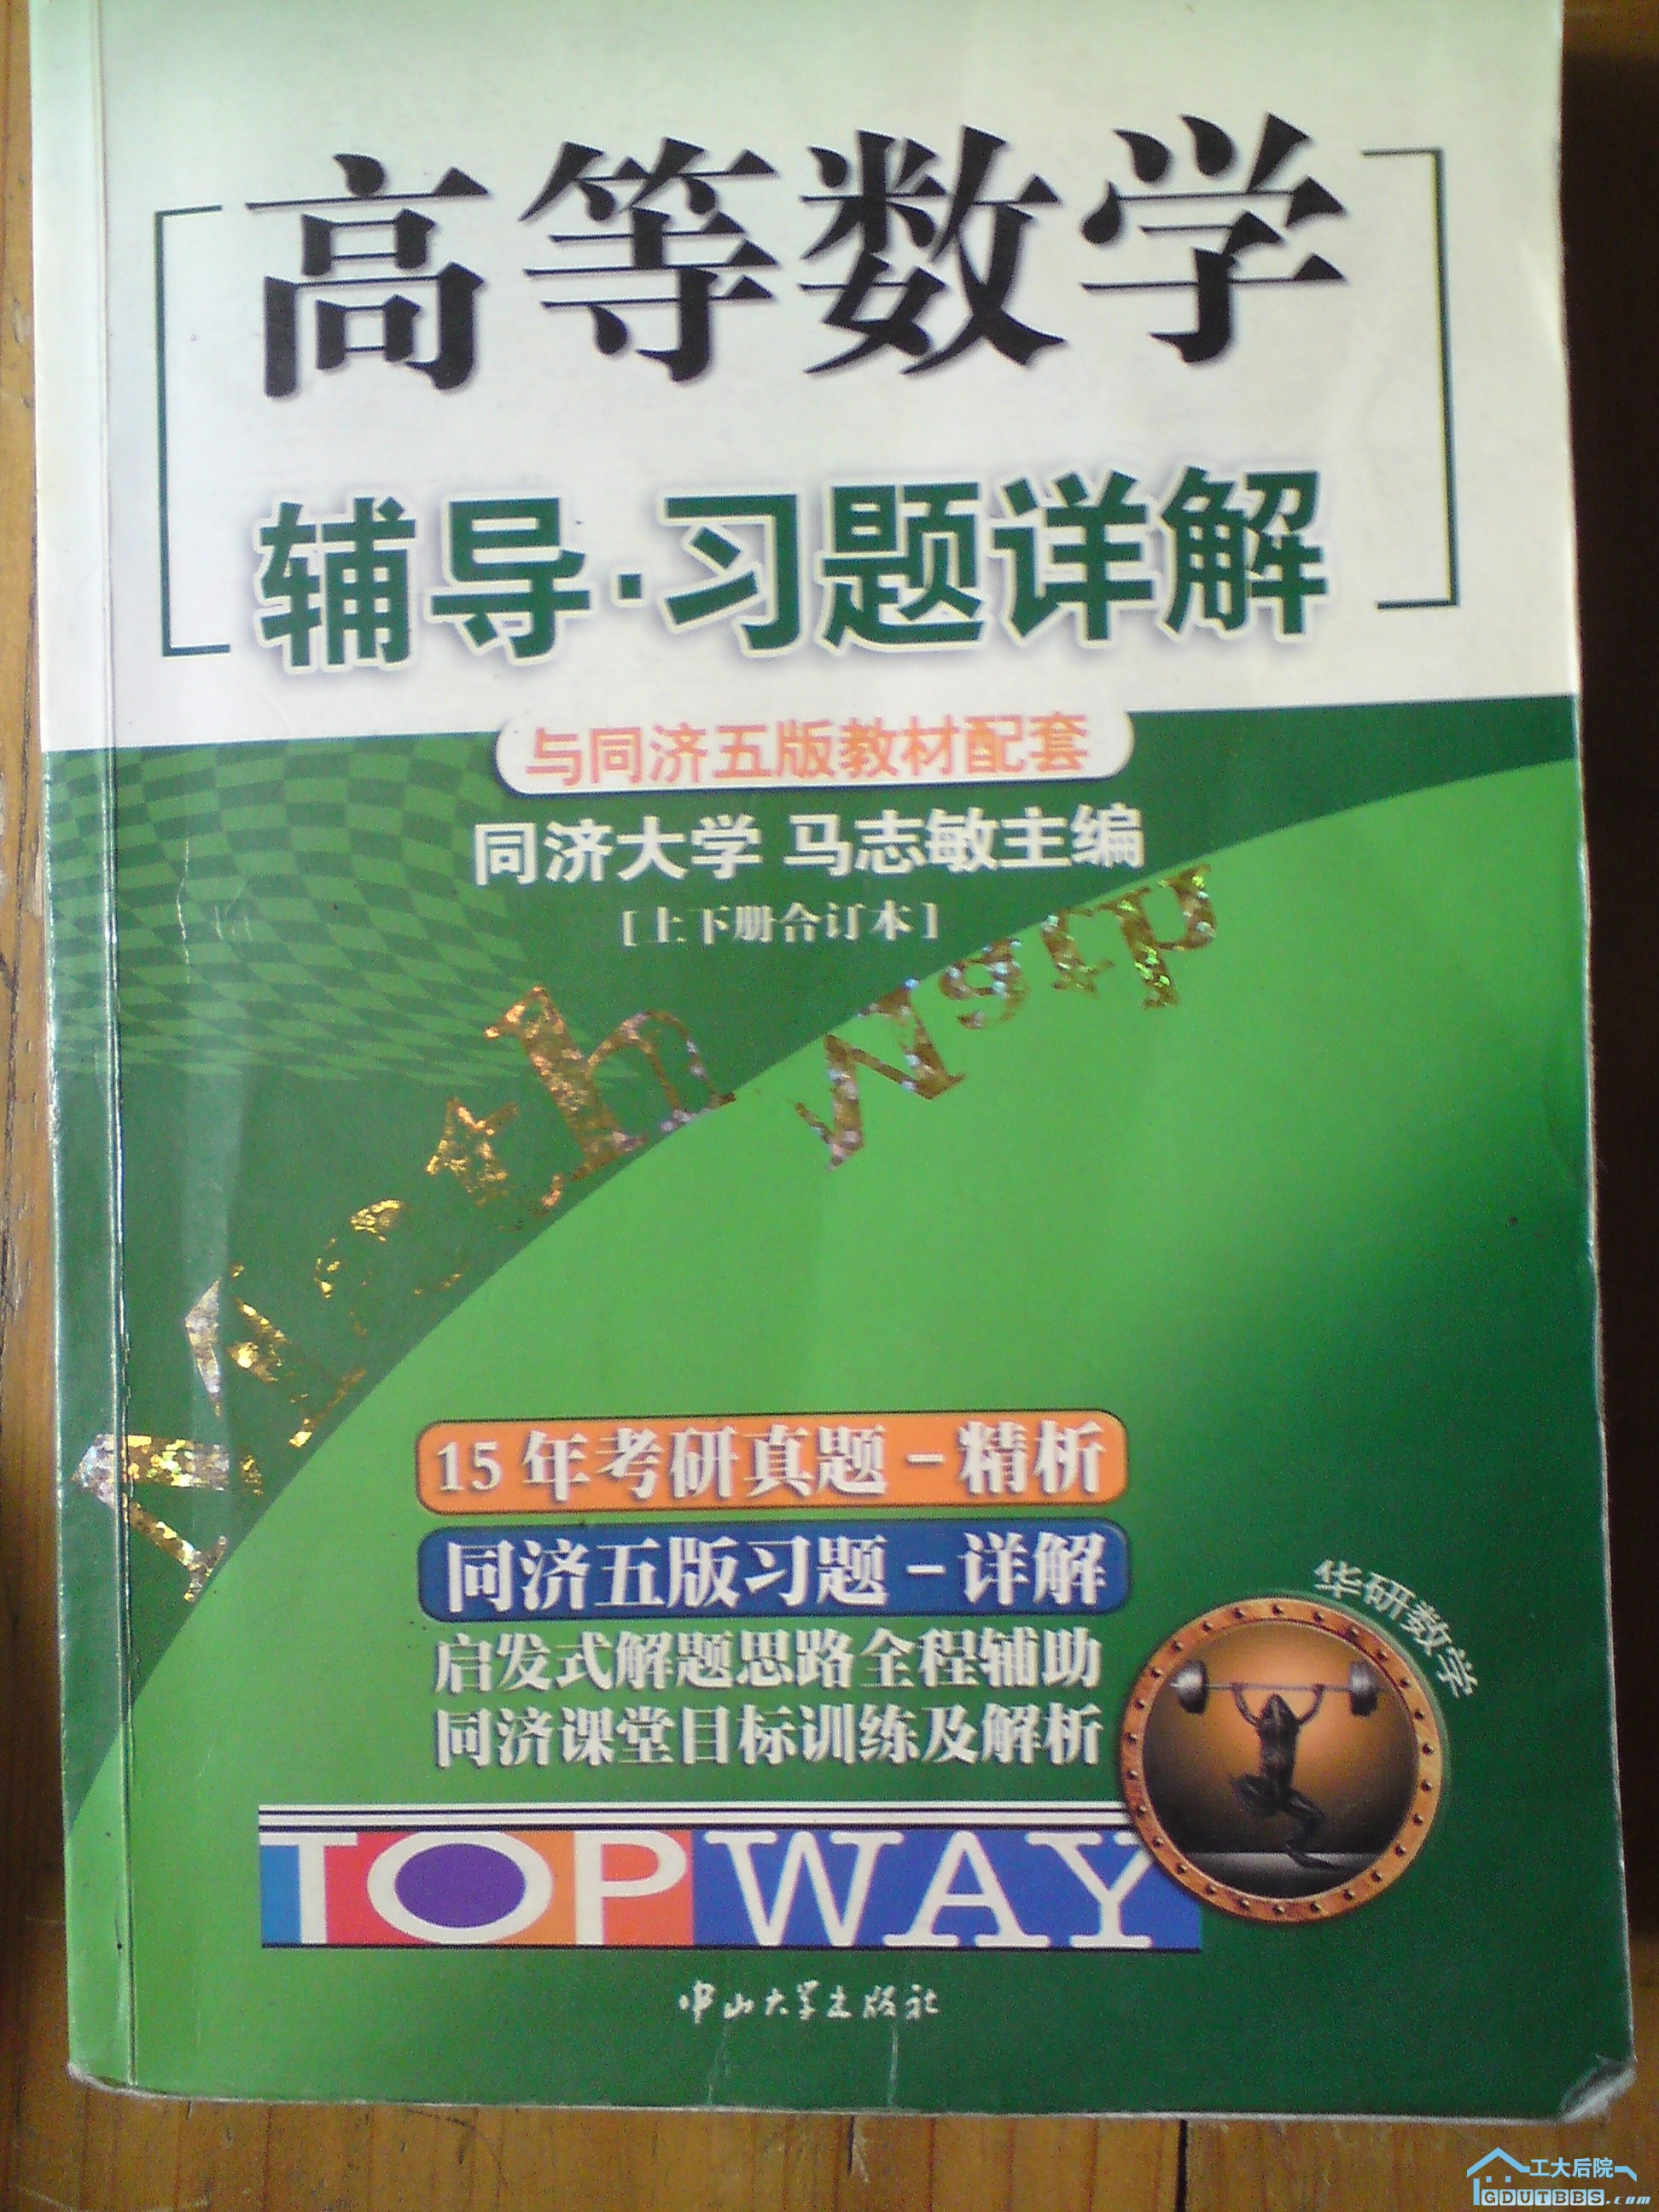 高等数学
辅导·习题详解
与同济五版教材配套
同济大学 马志敏主编
[上下册合订本]
Math
15年考研真题-精析
同济五版习题-详解
启发式解题思路全程辅助
同济课堂目标训练及解析
华研数学
TOPWAY
中山大学出版社
工大后院
GDUTBBS.com